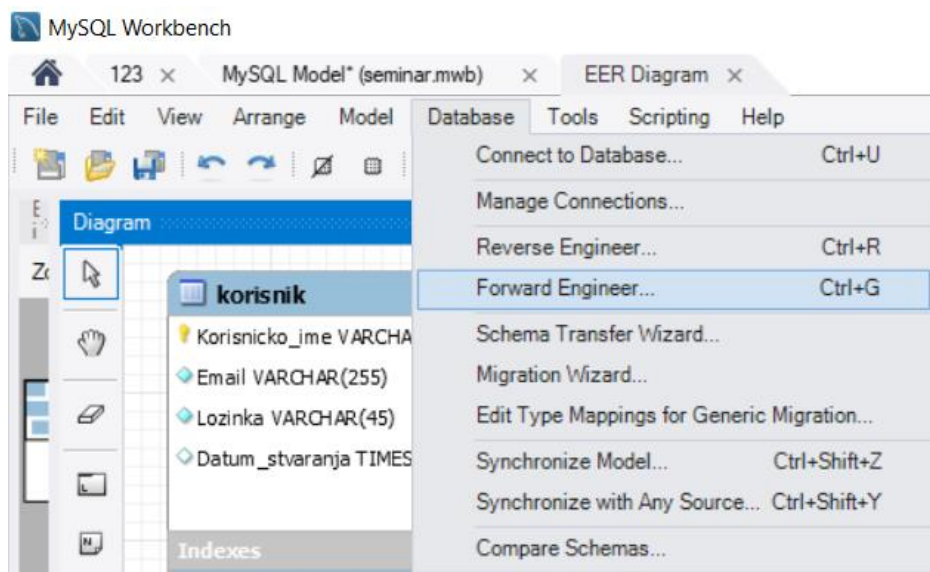 MySQL Workbench
123 × MySQL Model* (seminar.mwb) × EER Diagram ×
File Edit View Arrange Model Database Tools Scripting Help
Connect to Database... Ctrl+U
Manage Connections...
Reverse Engineer... Ctrl+R
Forward Engineer... Ctrl+G
Schema Transfer Wizard...
Migration Wizard...
Edit Type Mappings for Generic Migration...
Synchronize Model... Ctrl+Shift+Z
Synchronize with Any Source... Ctrl+Shift+Y
Compare Schemas...
Diagram
korisnik
Korisnicko_ime VARCHA
Email VARCHAR(255)
Lozinka VARCHAR(45)
Datum_stvaranja TIMES
Indexes